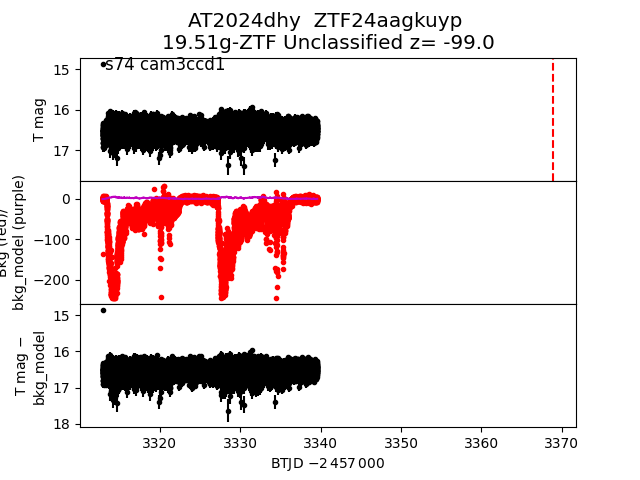 AT2024dhy  ZTF24aagkuyp
19.51g-ZTF Unclassified z= -99.0
s74 cam3ccd1
15
16
17
T mag
0
−100
−200
Bkg (red)/
bkg_model (purple)
15
16
17
18
T mag −
bkg_model
3320 3330 3340 3350 3360 3370
BTJD −2 457 000